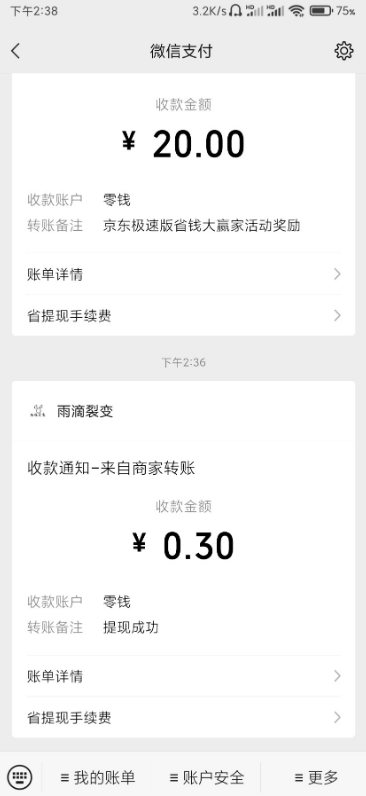 下午2:38
3.2K/s
75%
微信支付
收款金额
¥ 20.00
收款账户 零钱
转账备注 京东极速版省钱大赢家活动奖励
账单详情
省提现手续费
下午2:36
雨滴裂变
收款通知-来自商家转账
收款金额
¥ 0.30
收款账户 零钱
转账备注 提现成功
账单详情
省提现手续费
≡ 我的账单 ≡ 账户安全 ≡ 更多